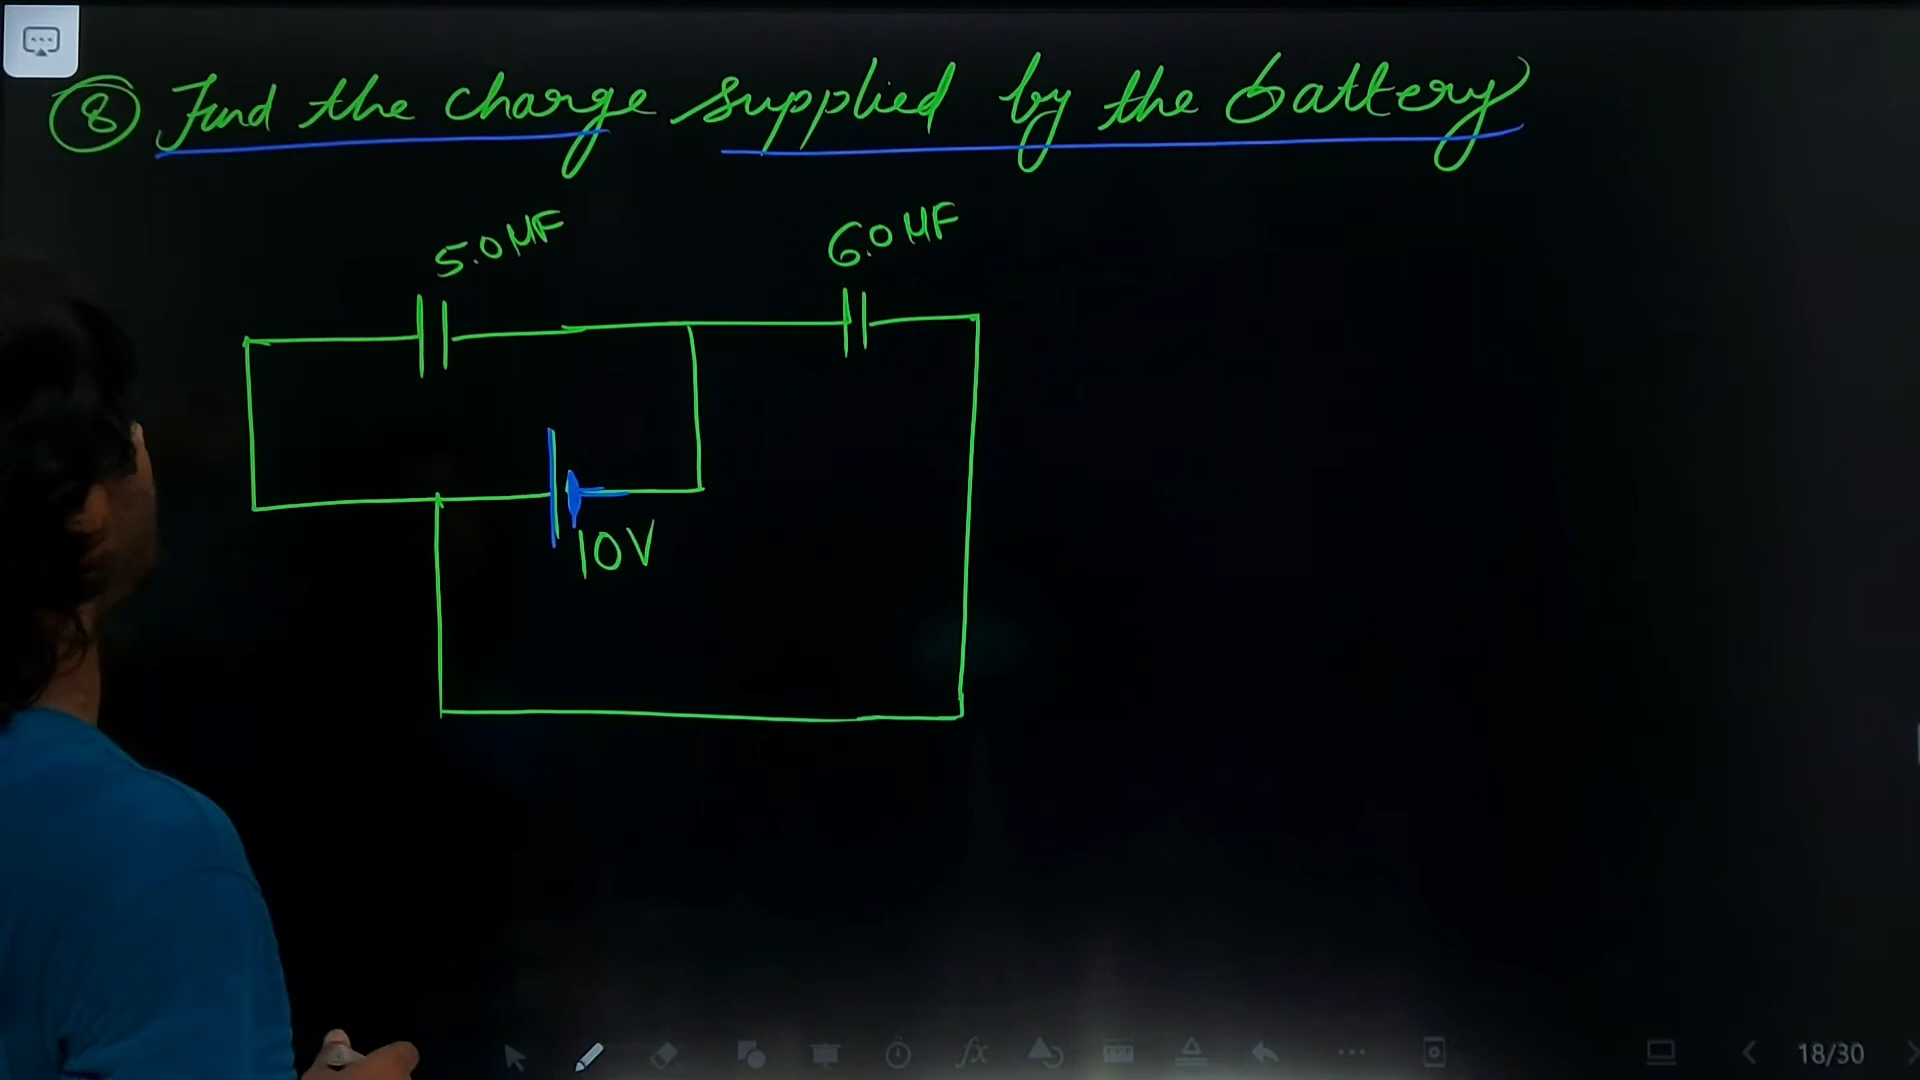 8 Find the charge supplied by the battery
5.0 μF 6.0 μF
10V
18/30